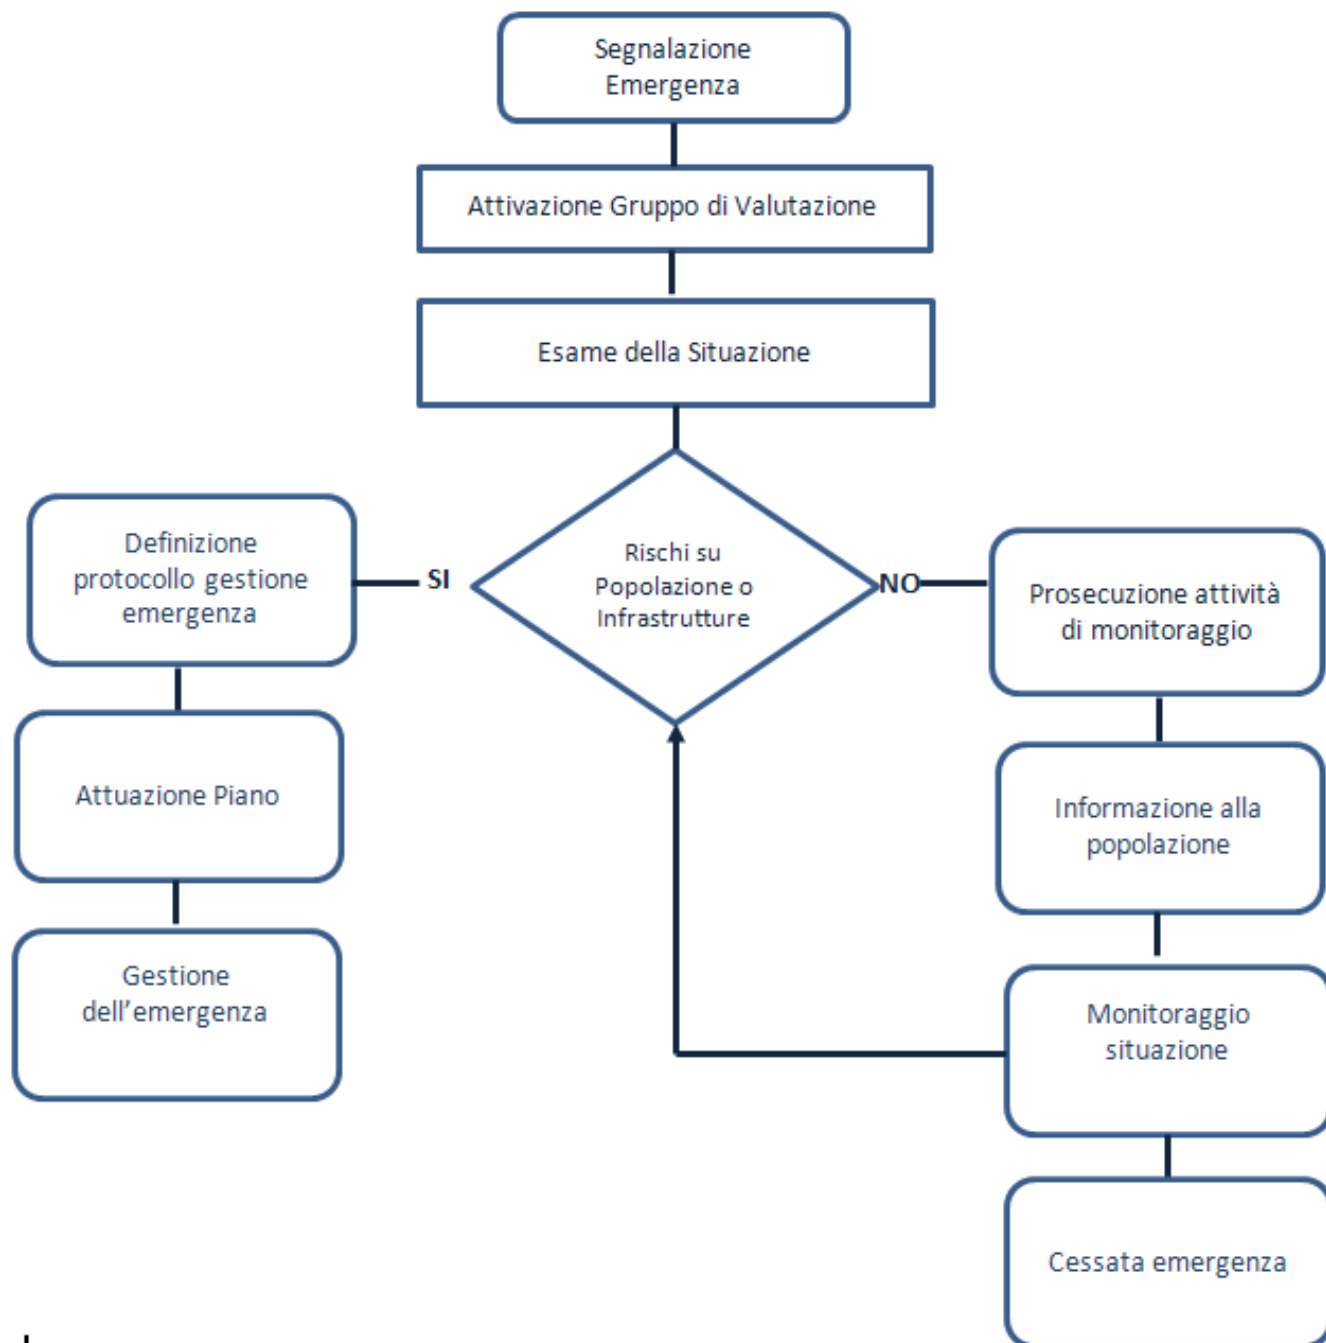 Segnalazione
Emergenza
Attivazione Gruppo di Valutazione
Esame della Situazione
Rischi su
Popolazione o
Infrastrutture
SI
NO
Definizione
protocollo gestione
emergenza
Attuazione Piano
Gestione
dell’emergenza
Prosecuzione attività
di monitoraggio
Informazione alla
popolazione
Monitoraggio
situazione
Cessata emergenza